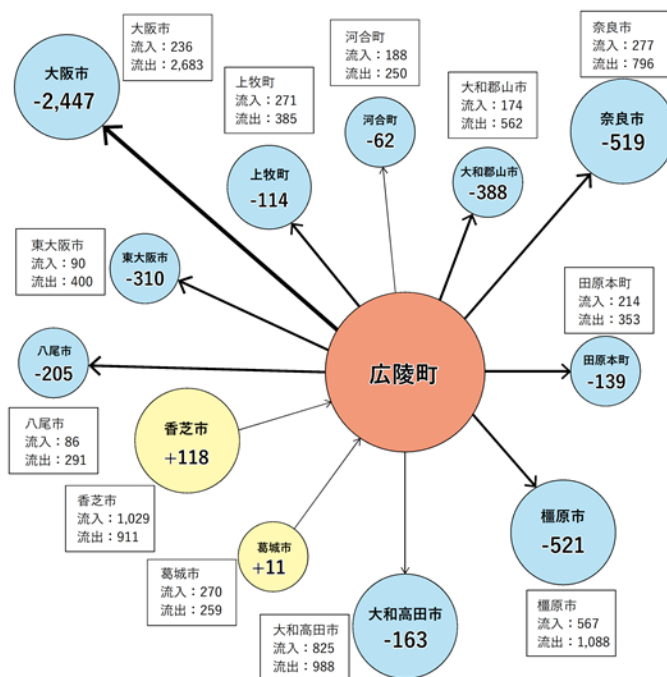 大阪市
流入：236
流出：2,683
大阪市
-2,447
河合町
流入：188
流出：250
河合町
-62
奈良市
流入：277
流出：796
奈良市
-519
上牧町
流入：271
流出：385
上牧町
-114
大和郡山市
流入：174
流出：562
大和郡山市
-388
東大阪市
流入：90
流出：400
東大阪市
-310
田原本町
流入：214
流出：353
田原本町
-139
八尾市
-205
八尾市
流入：86
流出：291
広陵町
香芝市
+118
香芝市
流入：1,029
流出：911
葛城市
+11
葛城市
流入：270
流出：259
大和高田市
-163
大和高田市
流入：825
流出：988
橿原市
-521
橿原市
流入：567
流出：1,088